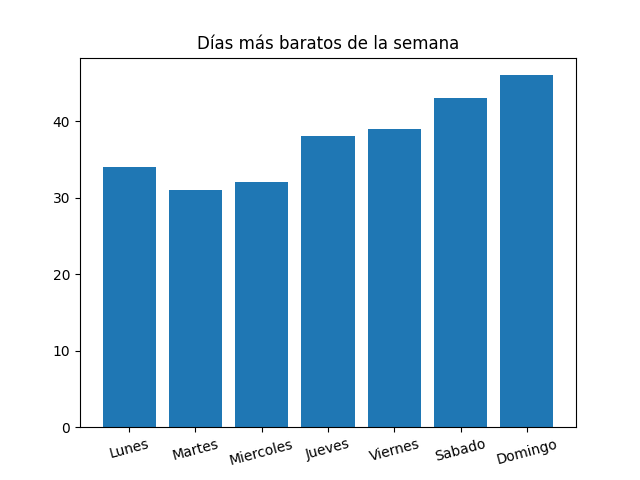 Días más baratos de la semana
40
30
20
10
0
Lunes
Martes
Miercoles
Jueves
Viernes
Sabado
Domingo